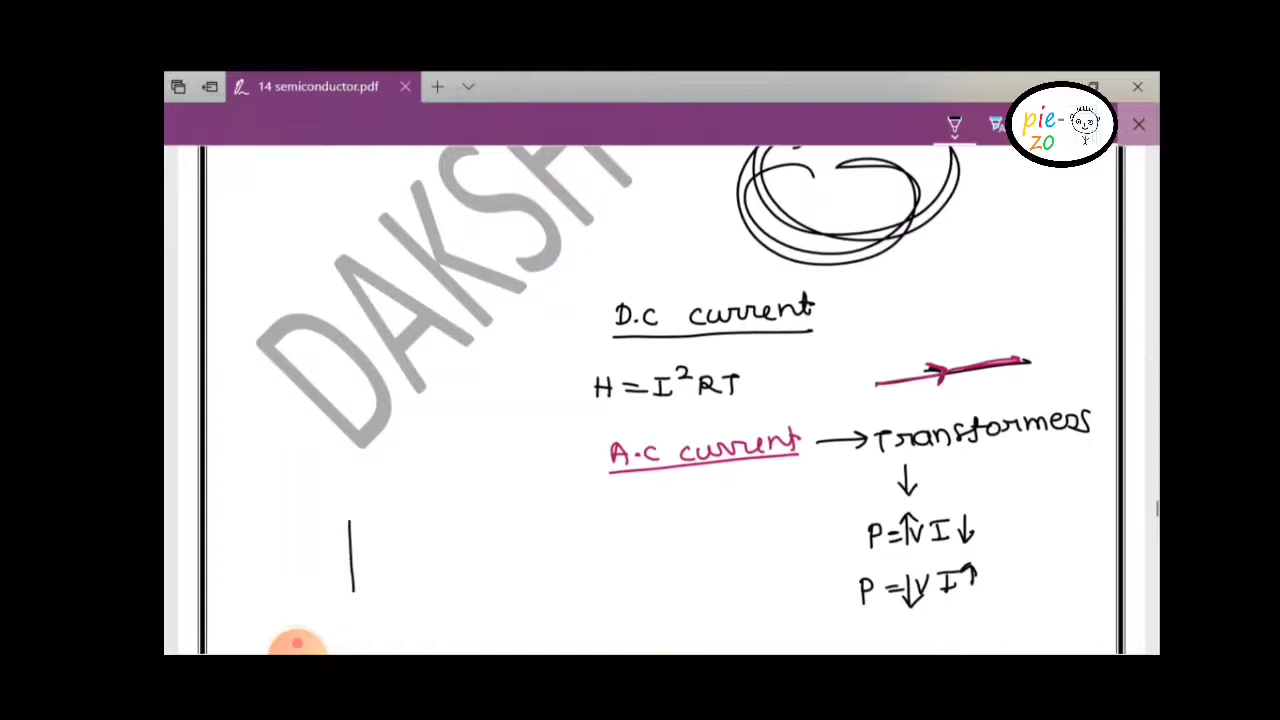 14 semiconductor.pdf
pie-
zo
DAKSH
D.C current
H = I²RT
A.C current → Transformers
↓
P=↑V I↓
P=↓V I↑